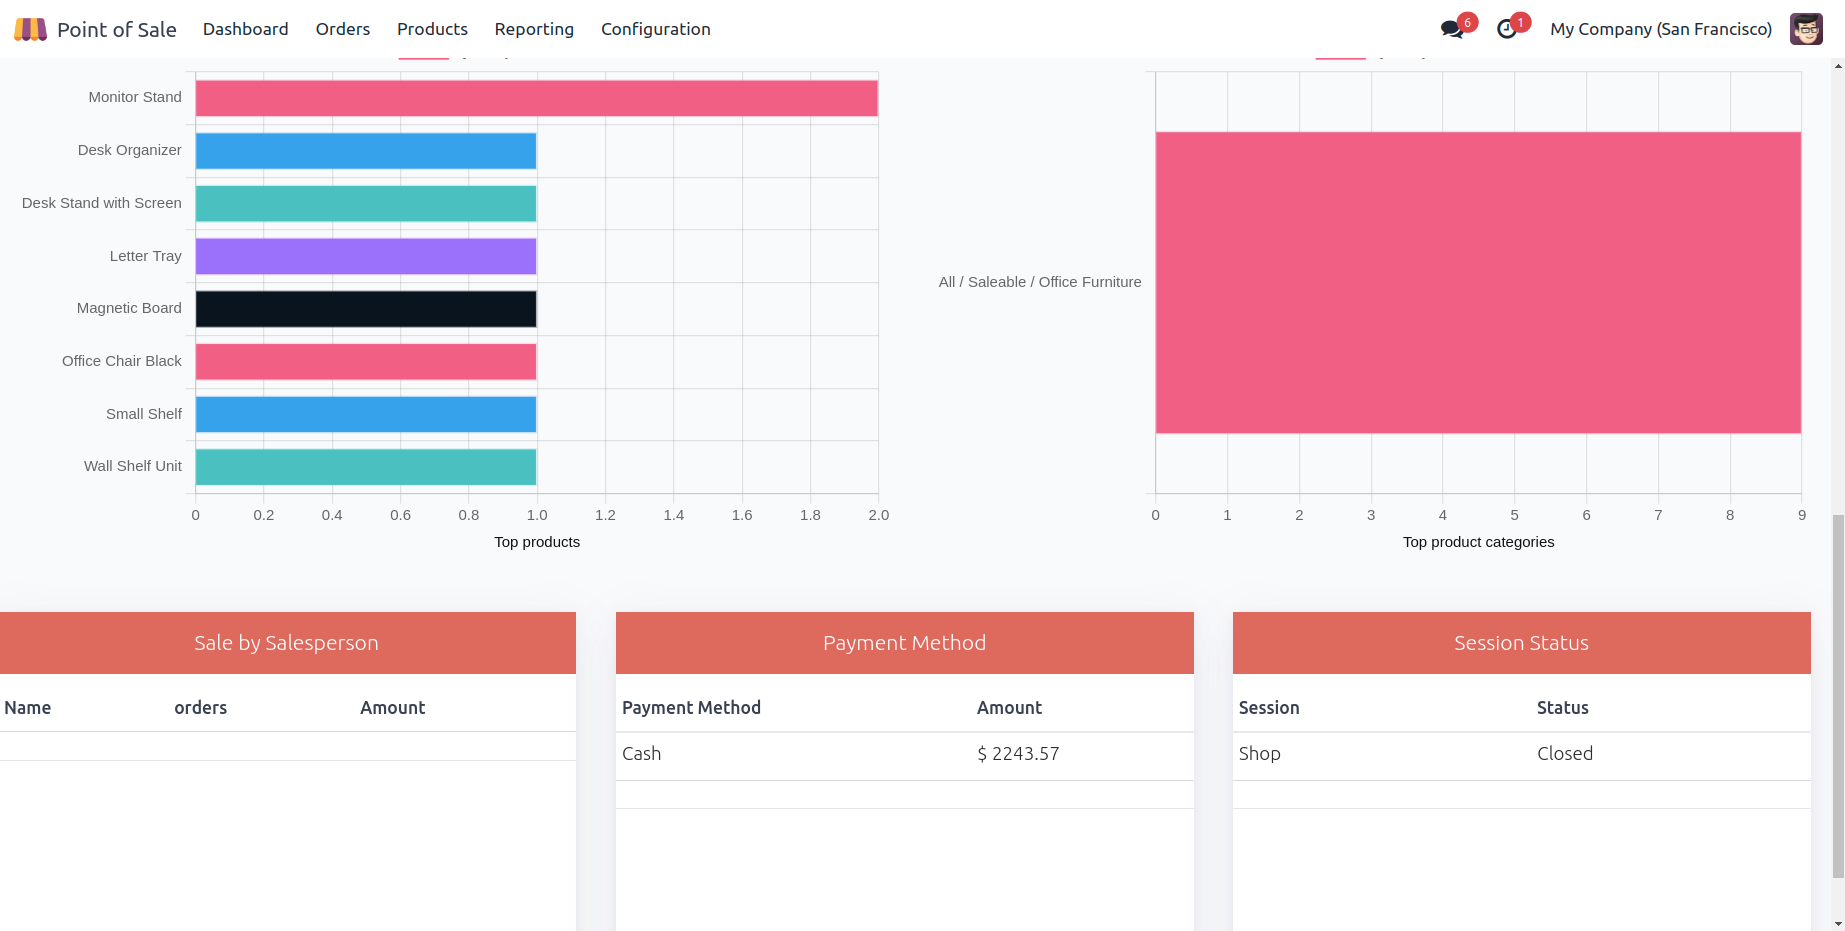 Point of Sale Dashboard Orders Products Reporting Configuration 6 1 My Company (San Francisco)
Monitor Stand
Desk Organizer
Desk Stand with Screen
Letter Tray
Magnetic Board
Office Chair Black
Small Shelf
Wall Shelf Unit
0 0.2 0.4 0.6 0.8 1.0 1.2 1.4 1.6 1.8 2.0
Top products
All / Saleable / Office Furniture
0 1 2 3 4 5 6 7 8 9
Top product categories
Sale by Salesperson
Name orders Amount
Payment Method
Payment Method Amount
Cash $ 2243.57
Session Status
Session Status
Shop Closed